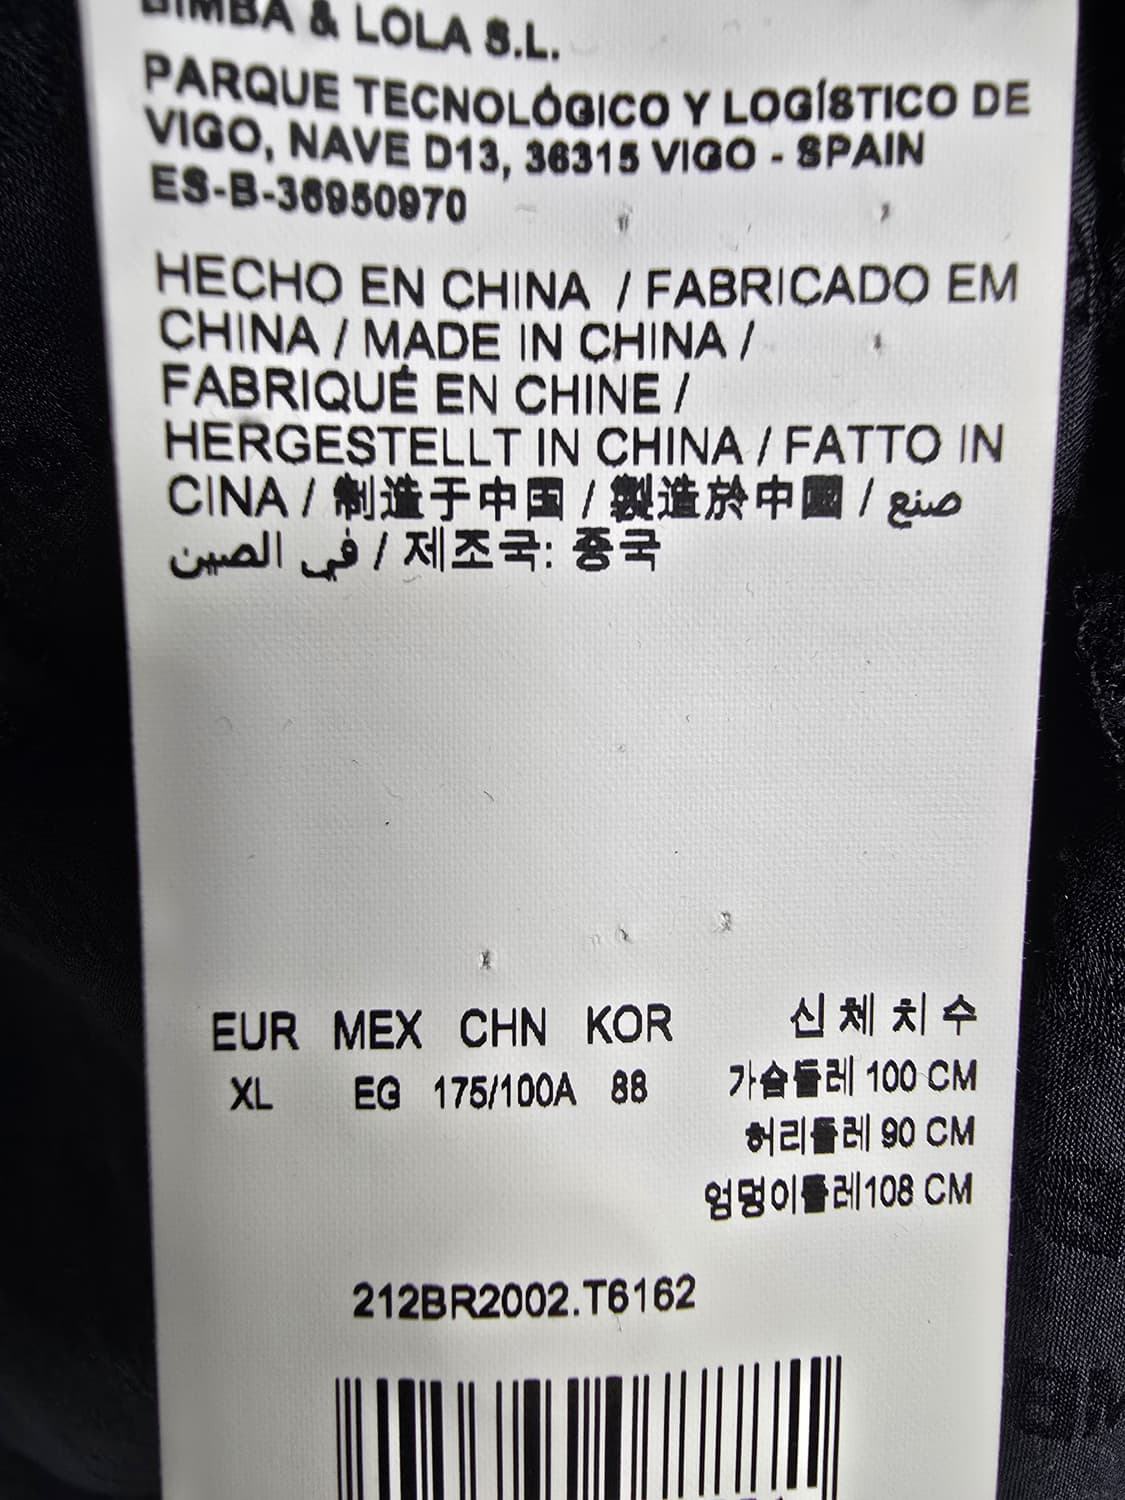 BIMBA & LOLA S.L.
PARQUE TECNOLÓGICO Y LOGÍSTICO DE
VIGO, NAVE D13, 36315 VIGO - SPAIN
ES-B-36950970
HECHO EN CHINA / FABRICADO EM
CHINA / MADE IN CHINA /
FABRIQUÉ EN CHINE /
HERGESTELLT IN CHINA / FATTO IN
CINA / 制造于中国 / 製造於中國 / صنع
في الصين / 제조국: 중국
EUR MEX CHN KOR 신체치수
XL EG 175/100A 88 가슴둘레 100 CM
허리둘레 90 CM
엉덩이둘레108 CM
212BR2002.T6162